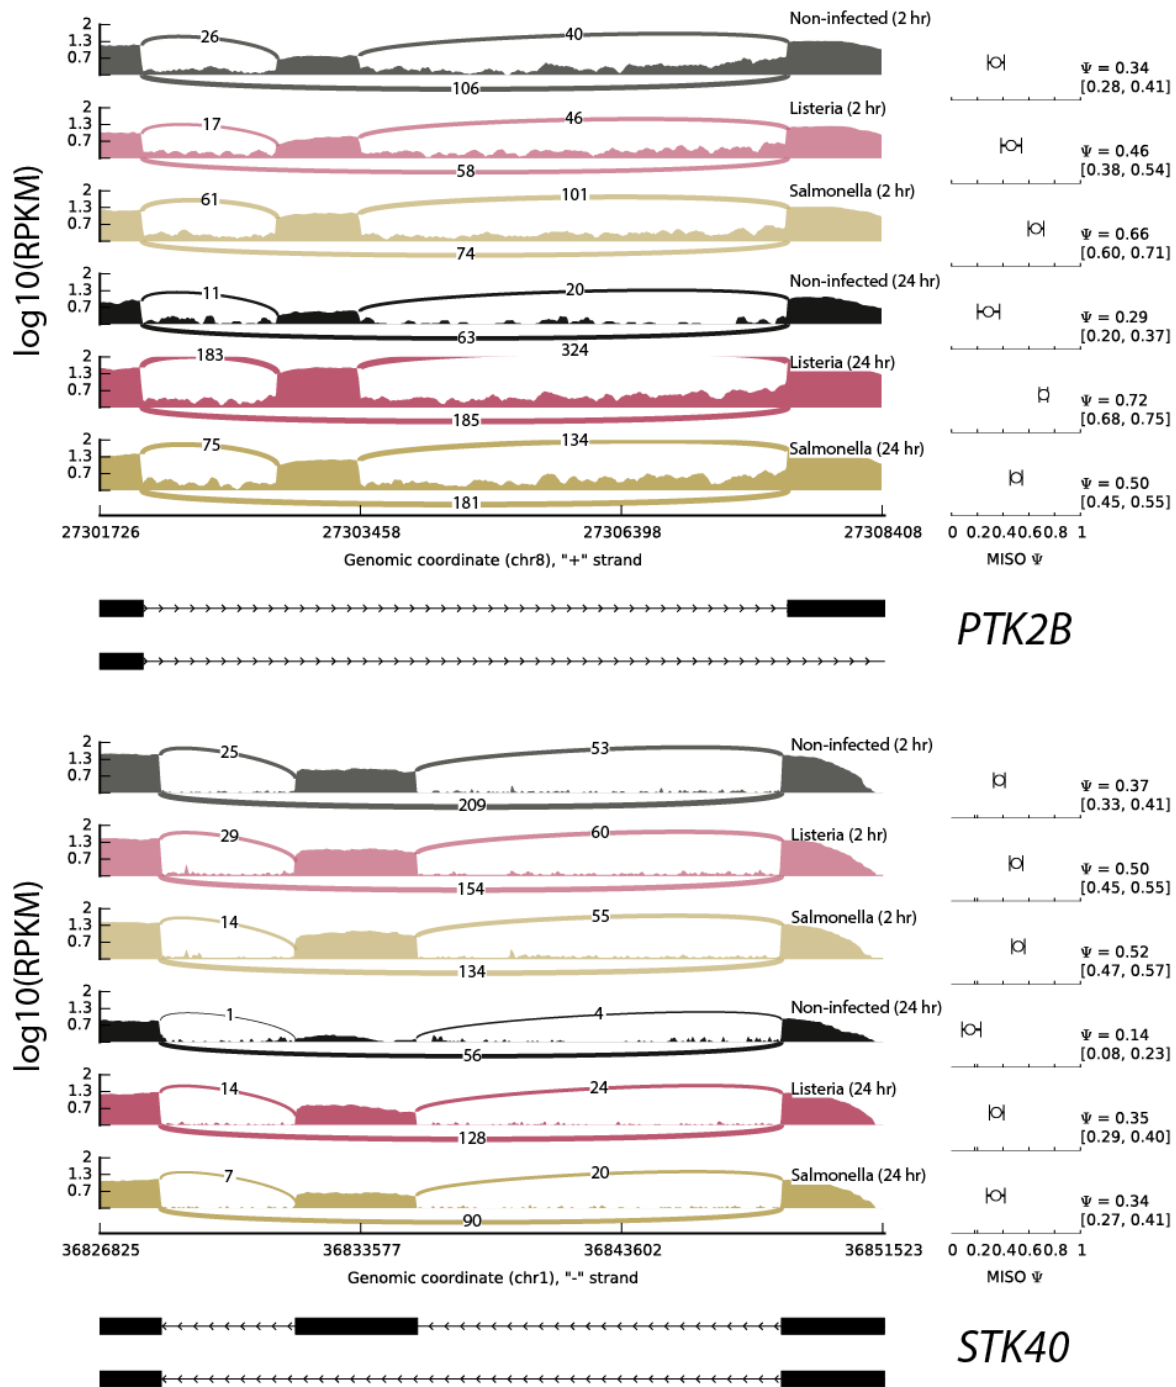 Non-infected (2 hr)
2
1.3
0.7
26
40
106
Ψ = 0.34
[0.28, 0.41]
Listeria (2 hr)
2
1.3
0.7
17
46
58
Ψ = 0.46
[0.38, 0.54]
Salmonella (2 hr)
2
1.3
0.7
61
101
74
Ψ = 0.66
[0.60, 0.71]
log10(RPKM)
Non-infected (24 hr)
2
1.3
0.7
11
20
63
Ψ = 0.29
[0.20, 0.37]
Listeria (24 hr)
2
1.3
0.7
183
324
185
Ψ = 0.72
[0.68, 0.75]
Salmonella (24 hr)
2
1.3
0.7
75
134
181
Ψ = 0.50
[0.45, 0.55]
27301726 27303458 27306398 27308408
0 0.20.40.60.8 1
Genomic coordinate (chr8), "+" strand
MISO Ψ
PTK2B
Non-infected (2 hr)
2
1.3
0.7
25
53
209
Ψ = 0.37
[0.33, 0.41]
Listeria (2 hr)
2
1.3
0.7
29
60
154
Ψ = 0.50
[0.45, 0.55]
Salmonella (2 hr)
2
1.3
0.7
14
55
134
Ψ = 0.52
[0.47, 0.57]
log10(RPKM)
Non-infected (24 hr)
2
1.3
0.7
1
4
56
Ψ = 0.14
[0.08, 0.23]
Listeria (24 hr)
2
1.3
0.7
14
24
128
Ψ = 0.35
[0.29, 0.40]
Salmonella (24 hr)
2
1.3
0.7
7
20
90
Ψ = 0.34
[0.27, 0.41]
36826825 36833577 36843602 36851523
0 0.20.40.60.8 1
Genomic coordinate (chr1), "-" strand
MISO Ψ
STK40